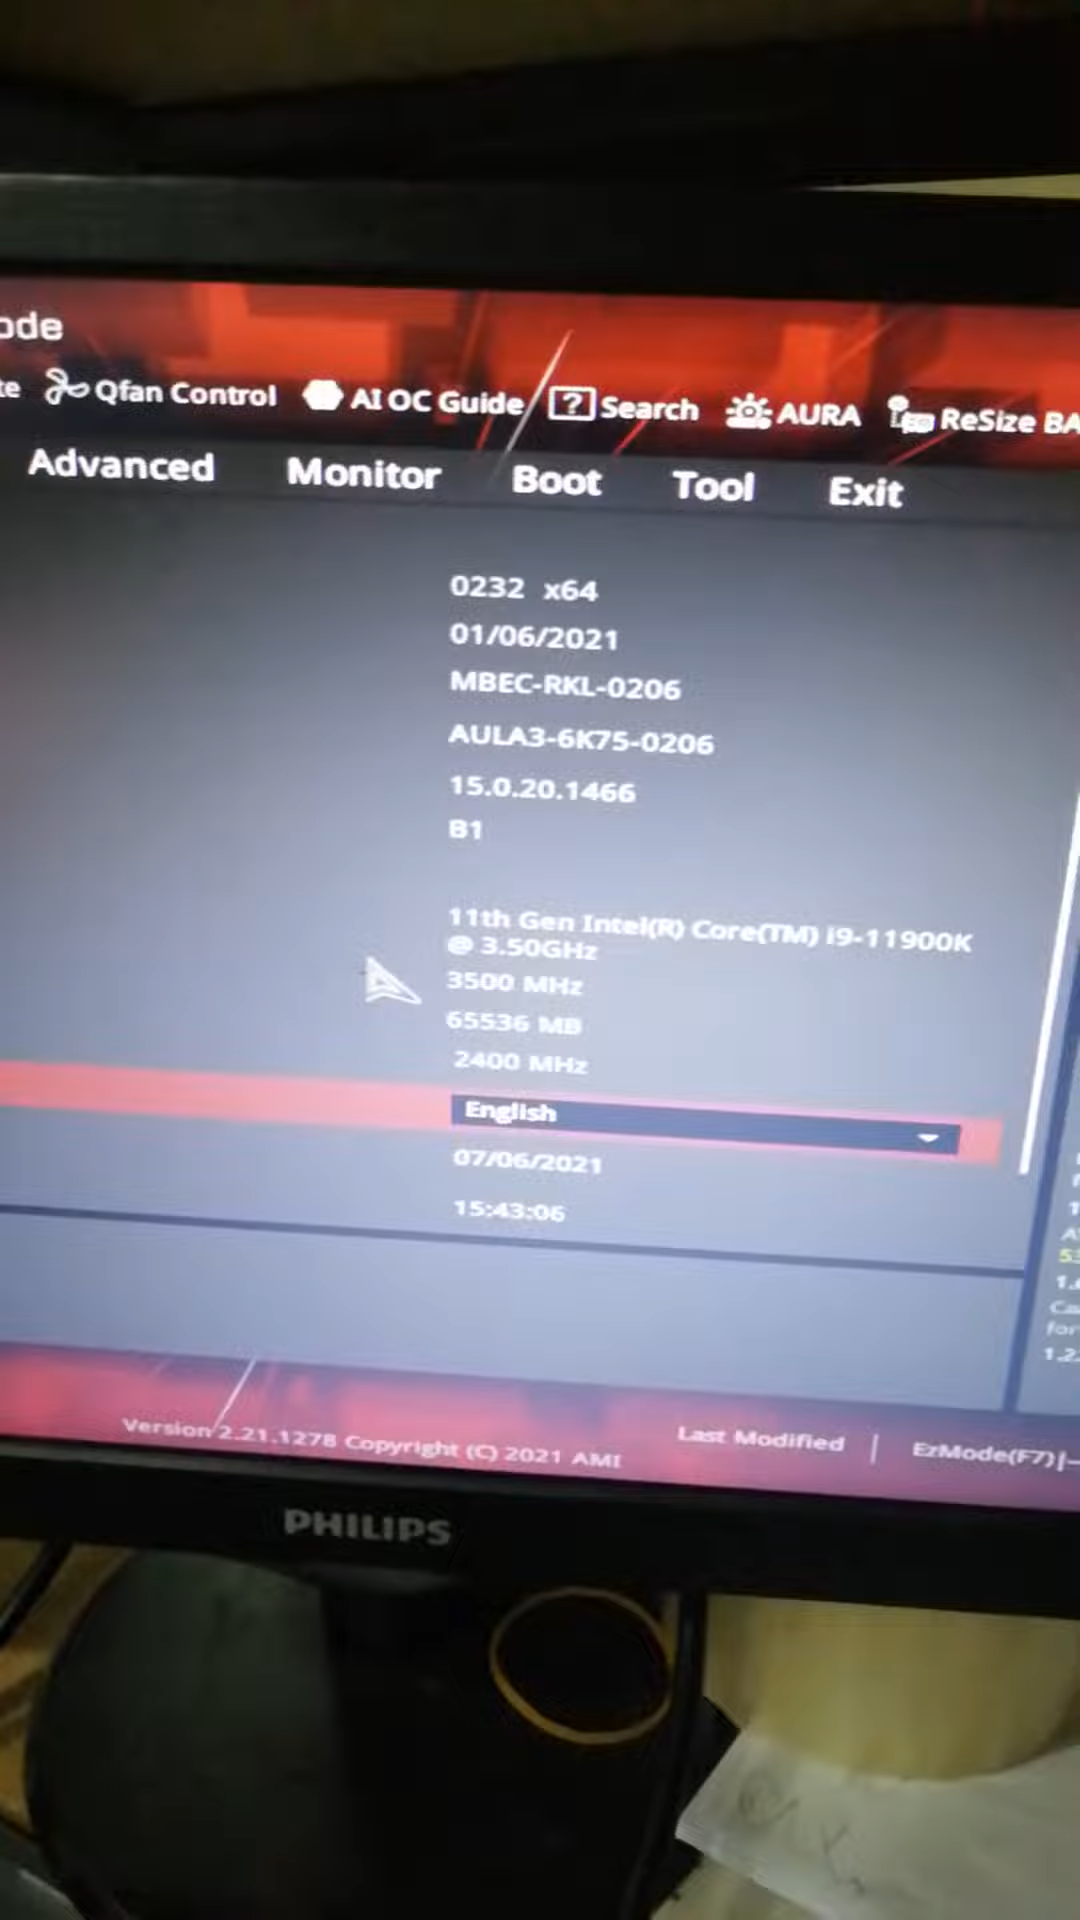 ode
te Qfan Control AI OC Guide ? Search AURA ReSize BA
Advanced Monitor Boot Tool Exit
0232 x64
01/06/2021
MBEC-RKL-0206
AULA3-6K75-0206
15.0.20.1466
B1
11th Gen Intel(R) Core(TM) i9-11900K
@ 3.50GHz
3500 MHz
65536 MB
2400 MHz
English
07/06/2021
15:43:06
Version 2.21.1278 Copyright (C) 2021 AMI
Last Modified
EzMode(F7)
PHILIPS